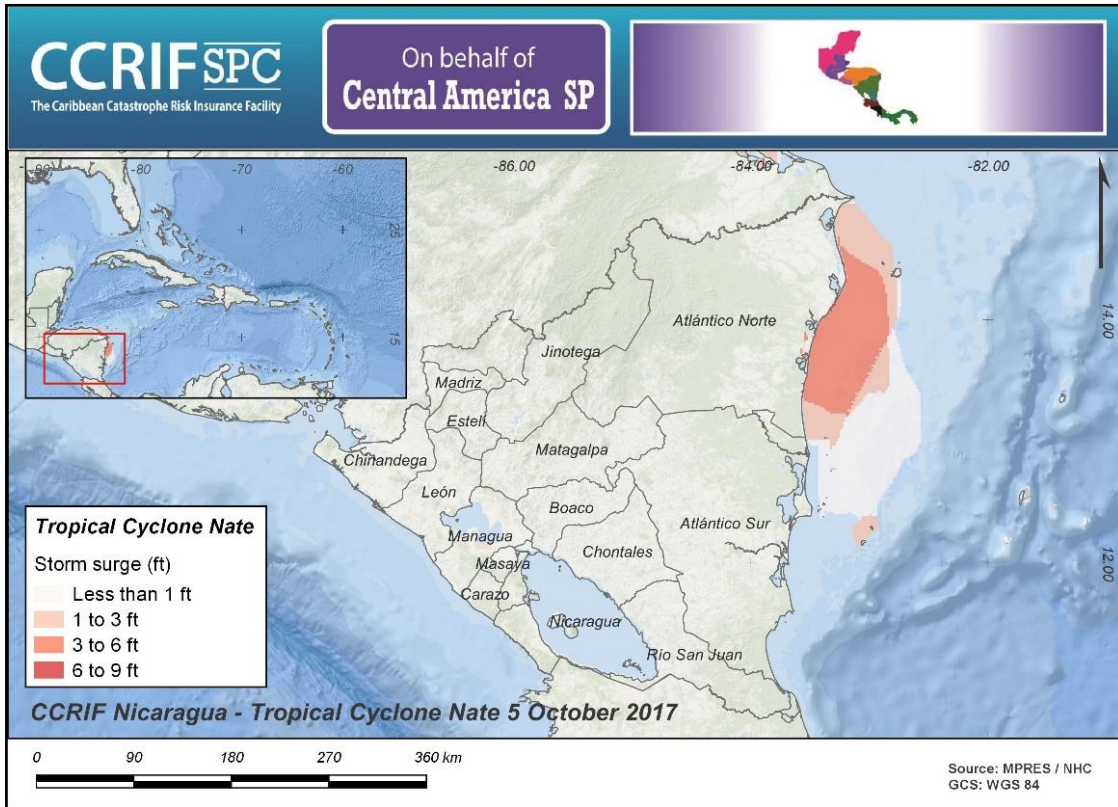 CCRIF SPC
The Caribbean Catastrophe Risk Insurance Facility
On behalf of
Central America SP
-80
-70
-60
25
15
-86.00
-84.00
-82.00
14.00
12.00
Atlántico Norte
Jinotega
Madriz
Estelí
Matagalpa
Chinandega
León
Boaco
Atlántico Sur
Managua
Chontales
Masaya
Carazo
Nicaragua
Río San Juan
Tropical Cyclone Nate
Storm surge (ft)
Less than 1 ft
1 to 3 ft
3 to 6 ft
6 to 9 ft
CCRIF Nicaragua - Tropical Cyclone Nate 5 October 2017
0 90 180 270 360 km
Source: MPRES / NHC
GCS: WGS 84